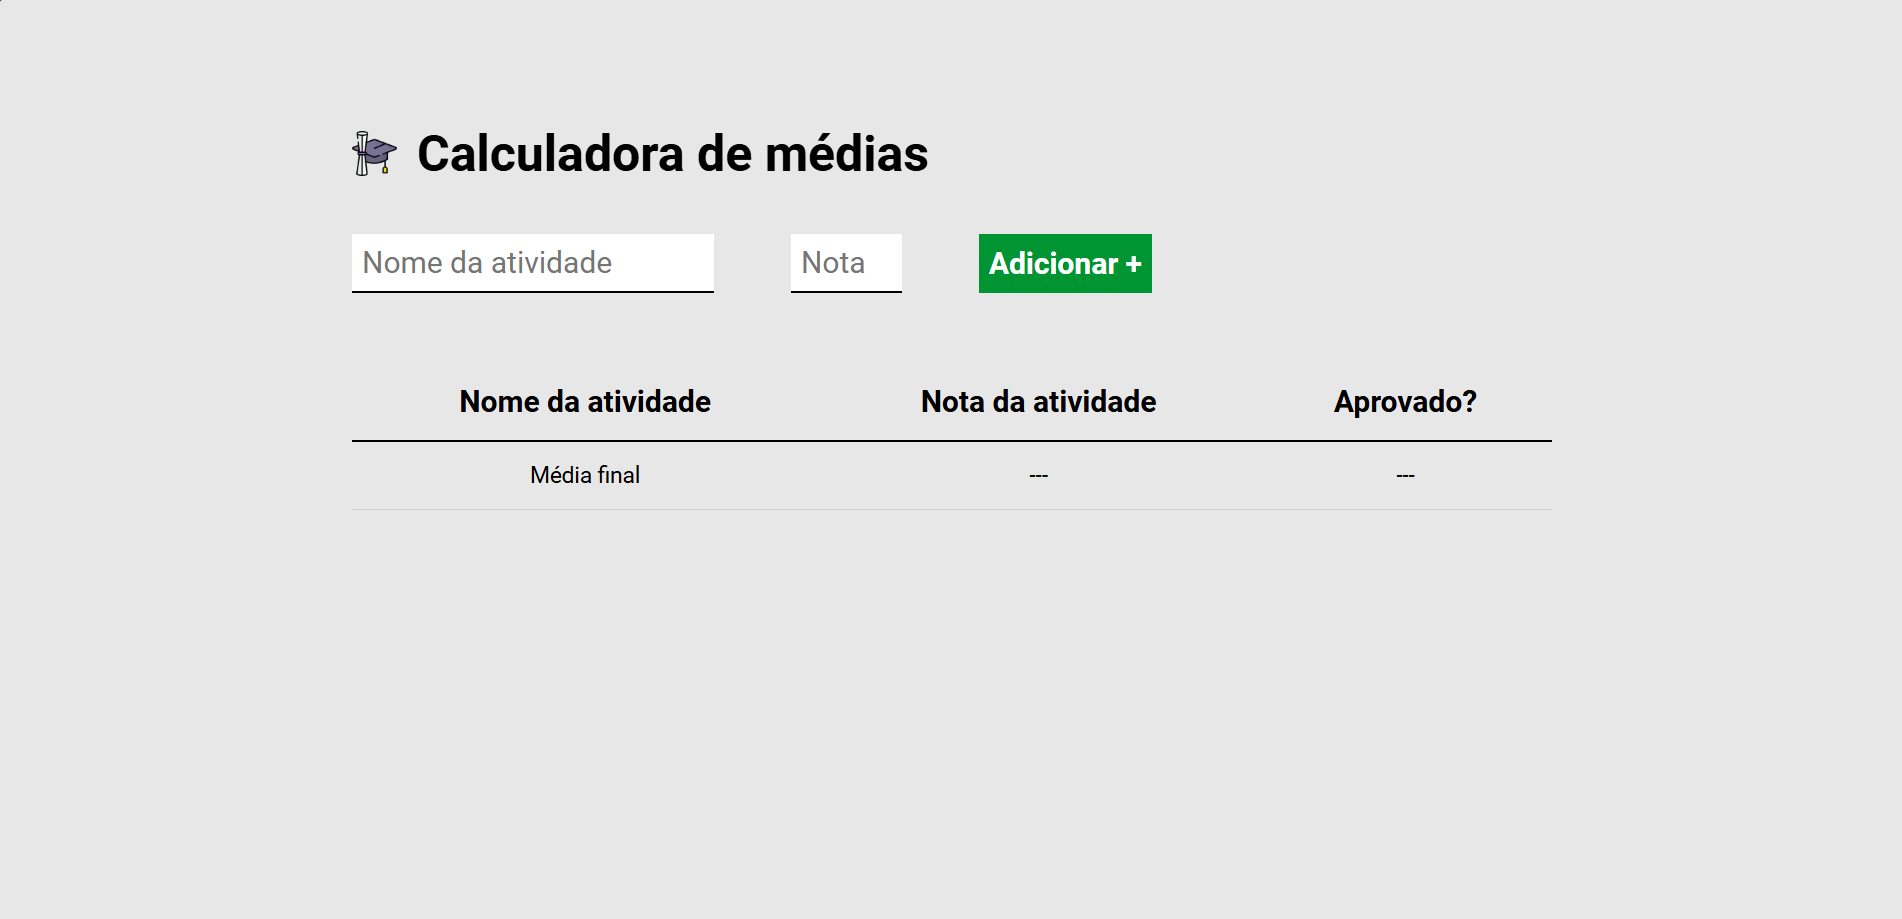 Calculadora de médias
Nome da atividade Nota Adicionar +
Nome da atividade Nota da atividade Aprovado?
Média final --- ---